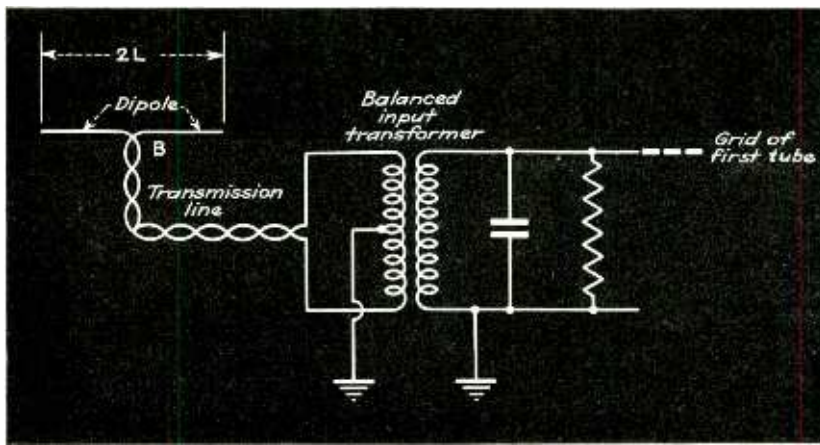 2L
Dipole
B
Transmission
line
Balanced
input
transformer
Grid of
first tube